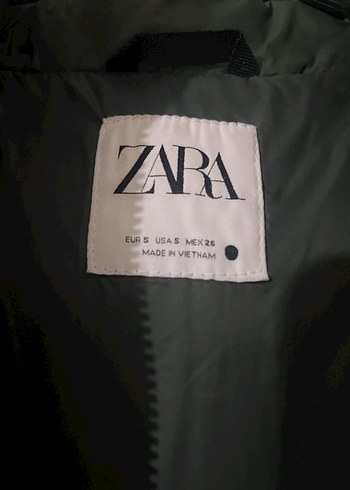 ZARA
EUR S USA S MEX 26
MADE IN VIETNAM